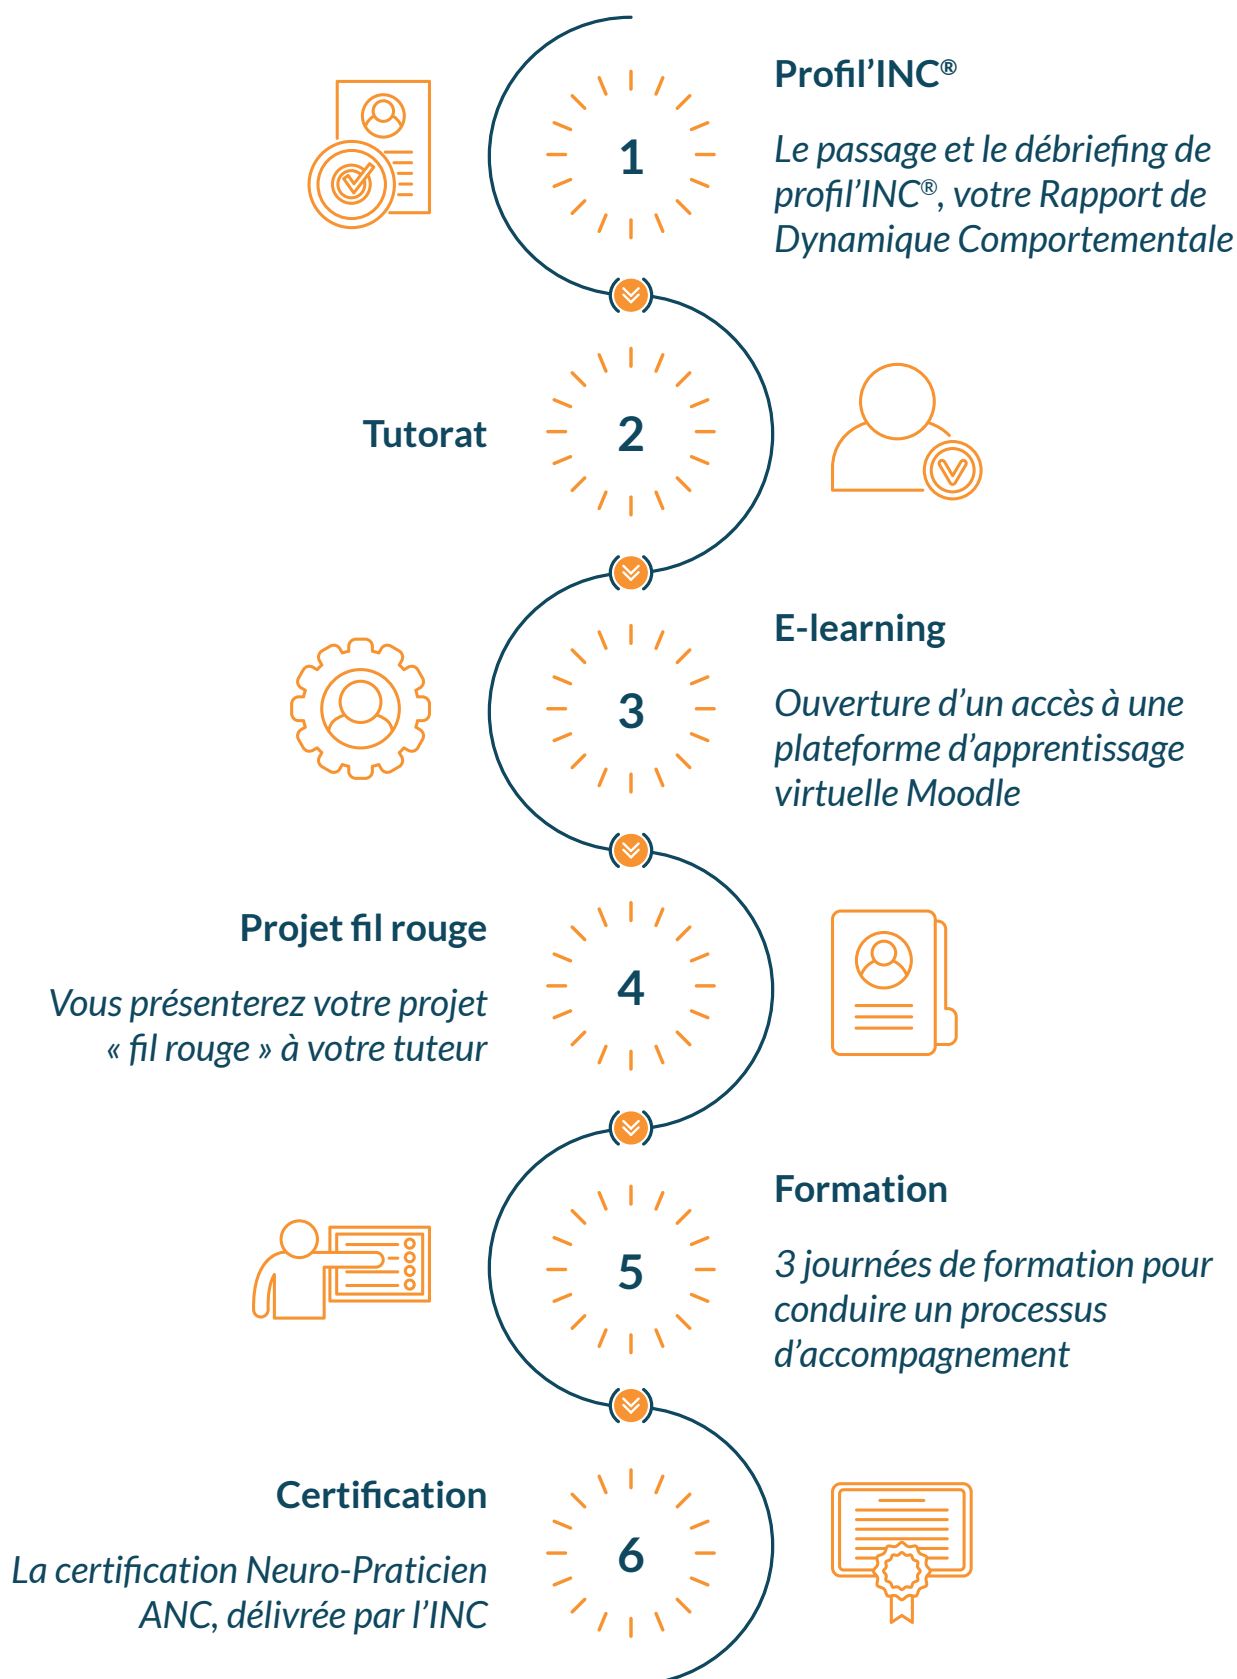 1
Profil’INC®
Le passage et le débriefing de
profil’INC®, votre Rapport de
Dynamique Comportementale
2
Tutorat
3
E-learning
Ouverture d’un accès à une
plateforme d’apprentissage
virtuelle Moodle
4
Projet fil rouge
Vous présenterez votre projet
« fil rouge » à votre tuteur
5
Formation
3 journées de formation pour
conduire un processus
d’accompagnement
6
Certification
La certification Neuro-Praticien
ANC, délivrée par l’INC